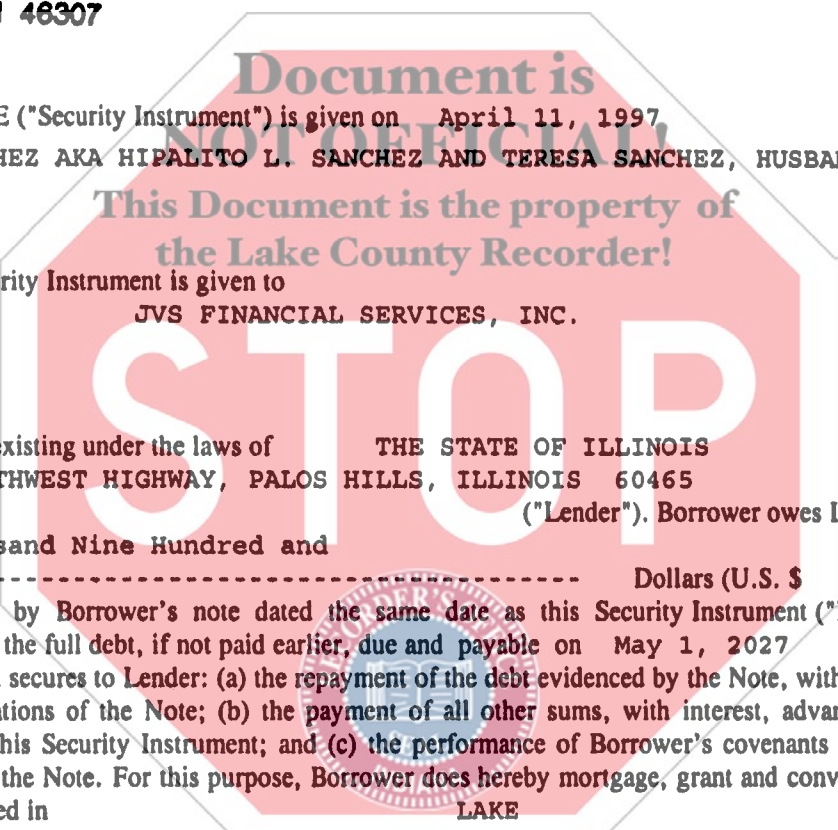 46307
Document is
E ("Security Instrument") is given on April 11, 1997
NOT OFFICIAL!
HEZ AKA HIPALITO L. SANCHEZ AND TERESA SANCHEZ, HUSBA
This Document is the property of
the Lake County Recorder!
rity Instrument is given to
JVS FINANCIAL SERVICES, INC.
STOP
existing under the laws of THE STATE OF ILLINOIS
THWEST HIGHWAY, PALOS HILLS, ILLINOIS 60465
("Lender"). Borrower owes L
sand Nine Hundred and
------------------------------------------------ Dollars (U.S. $
by Borrower's note dated the same date as this Security Instrument ("
the full debt, if not paid earlier, due and payable on May 1, 2027
secures to Lender: (a) the repayment of the debt evidenced by the Note, with
tions of the Note; (b) the payment of all other sums, with interest, advan
his Security Instrument; and (c) the performance of Borrower's covenants
the Note. For this purpose, Borrower does hereby mortgage, grant and conv
ed in LAKE